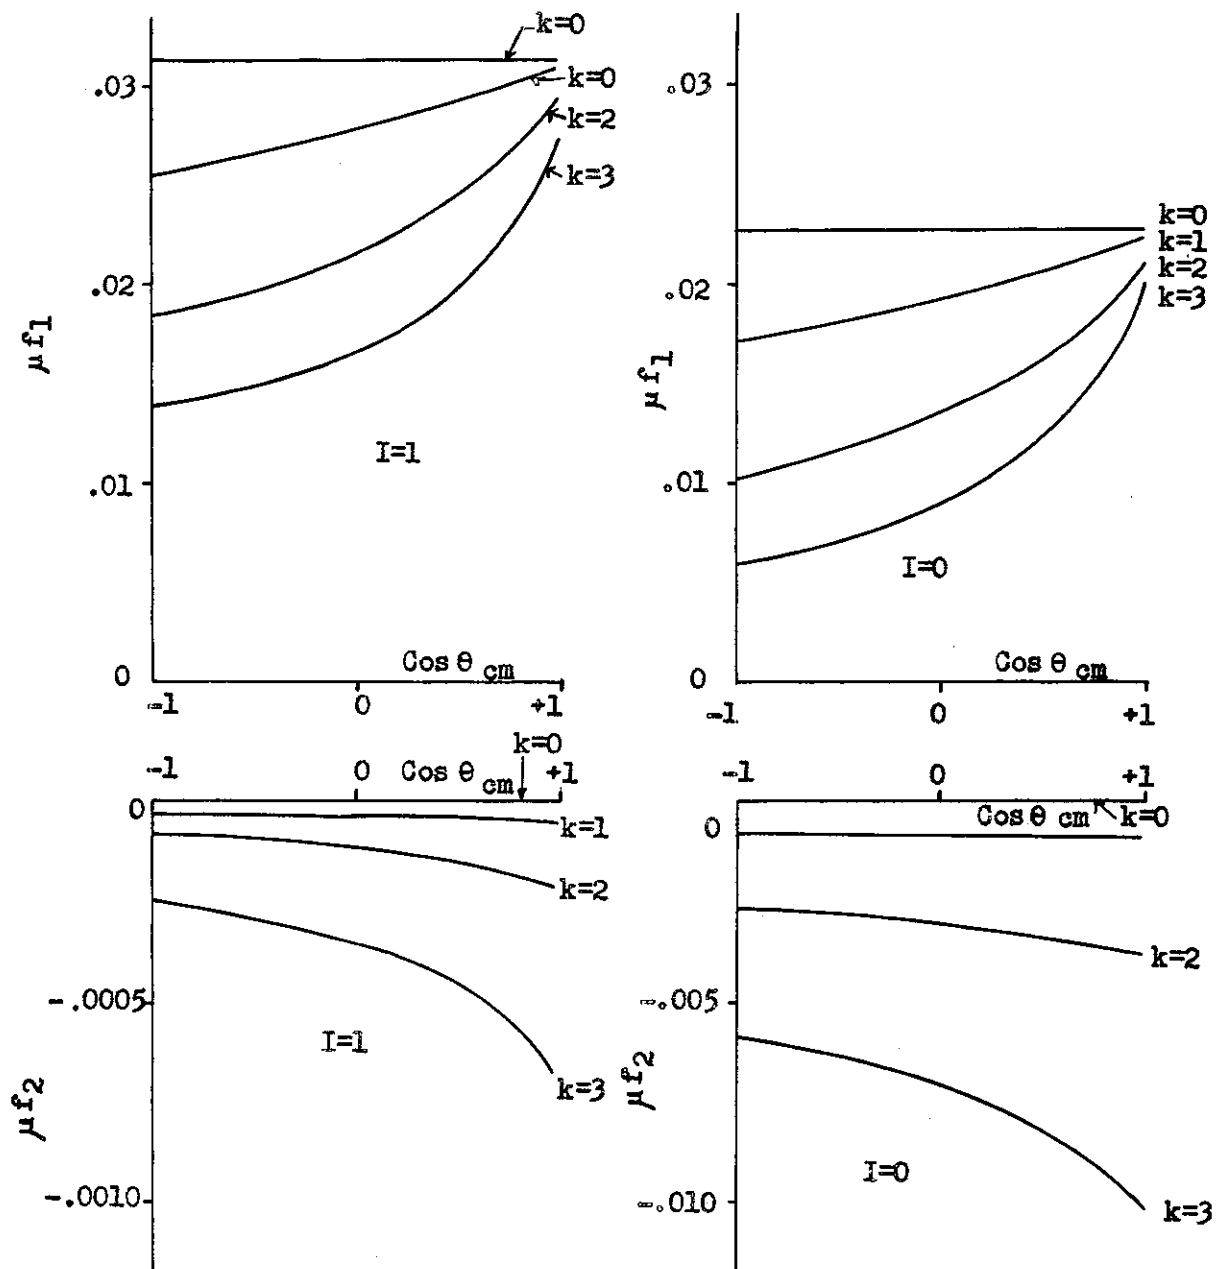 k=0
.03
k=0
k=2
k=3
.02
μf1
I=1
.01
0
Cos θ cm
-1
0
+1
.03
k=0
k=1
k=2
k=3
.02
μf1
.01
I=0
0
Cos θ cm
-1
0
+1
k=0
-1
0
Cos θ cm
+1
0
k=1
k=2
-.0005
I=1
k=3
μf2
-.0010
-1
0
+1
0
Cos θ cm
k=0
k=2
-.005
μf2
I=0
-.010
k=3